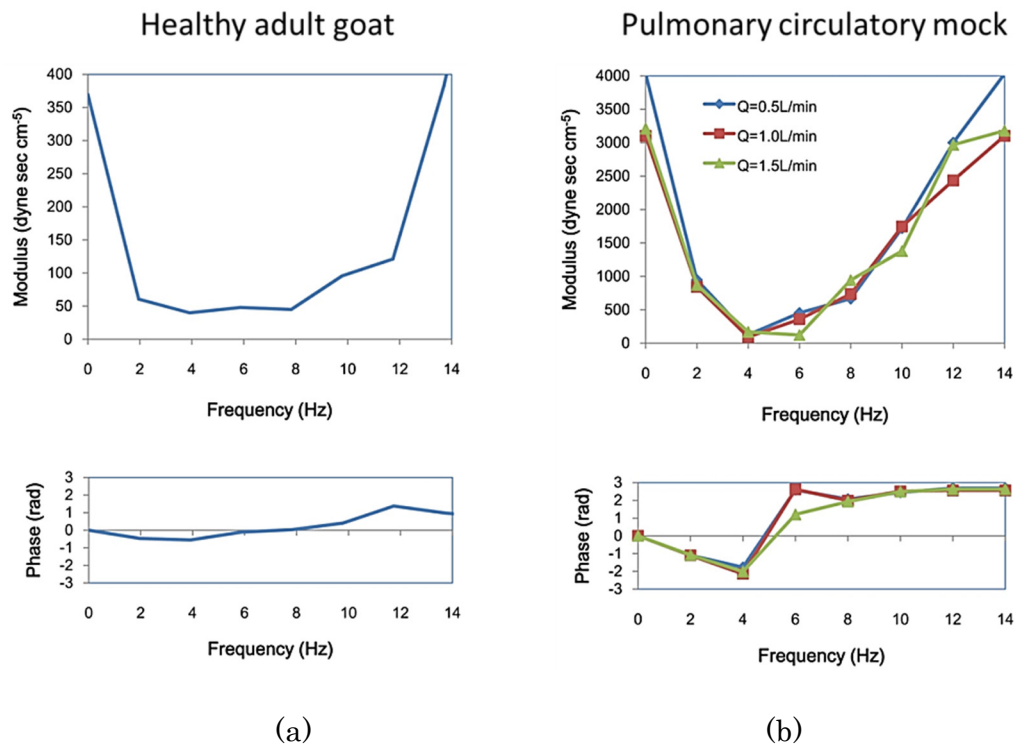 Healthy adult goat
Pulmonary circulatory mock
Modulus (dyne sec cm-5)
400
350
300
250
200
150
100
50
0
0 2 4 6 8 10 12 14
Frequency (Hz)
Phase (rad)
3
2
1
0
-1
-2
-3
0 2 4 6 8 10 12 14
Frequency (Hz)
(a)
Modulus (dyne sec cm-5)
4000
3500
3000
2500
2000
1500
1000
500
0
Q=0.5L/min
Q=1.0L/min
Q=1.5L/min
0 2 4 6 8 10 12 14
Frequency (Hz)
Phase (rad)
3
2
1
0
-1
-2
-3
0 2 4 6 8 10 12 14
Frequency (Hz)
(b)